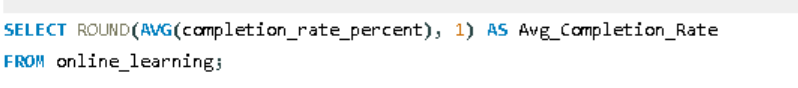 SELECT ROUND(AVG(completion_rate_percent), 1) AS Avg_Completion_Rate
FROM online_learning;